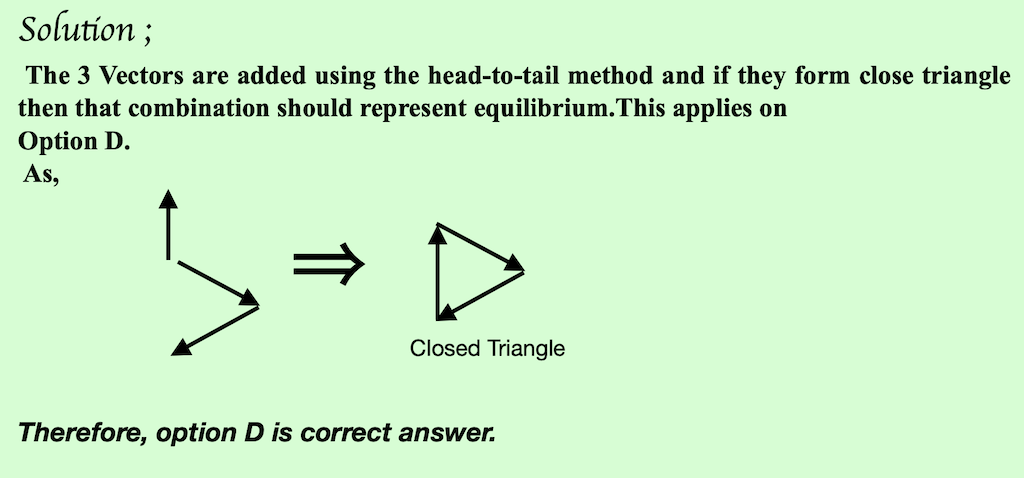 Solution ;
The 3 Vectors are added using the head-to-tail method and if they form close triangle
then that combination should represent equilibrium.This applies on
Option D.
As,
Closed Triangle
Therefore, option D is correct answer.